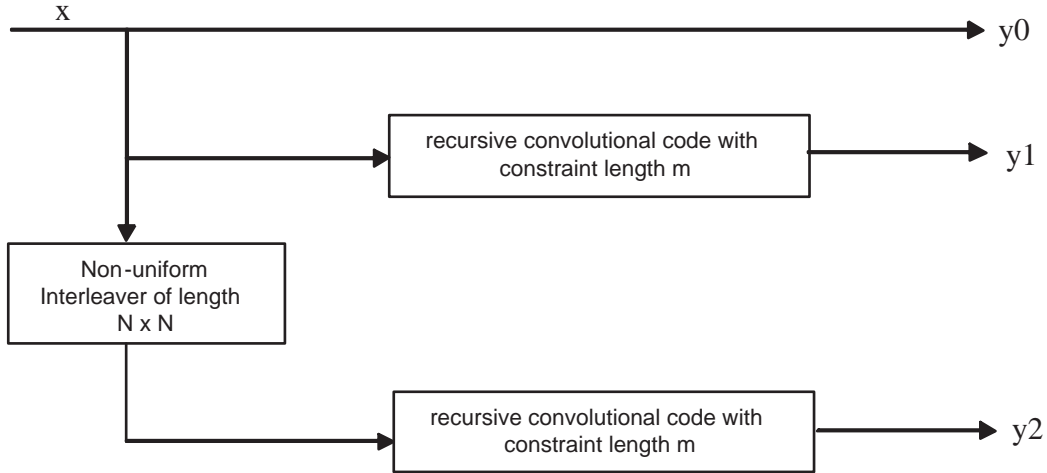 x
y0
recursive convolutional code with
constraint length m
y1
Non-uniform
Interleaver of length
N x N
recursive convolutional code with
constraint length m
y2